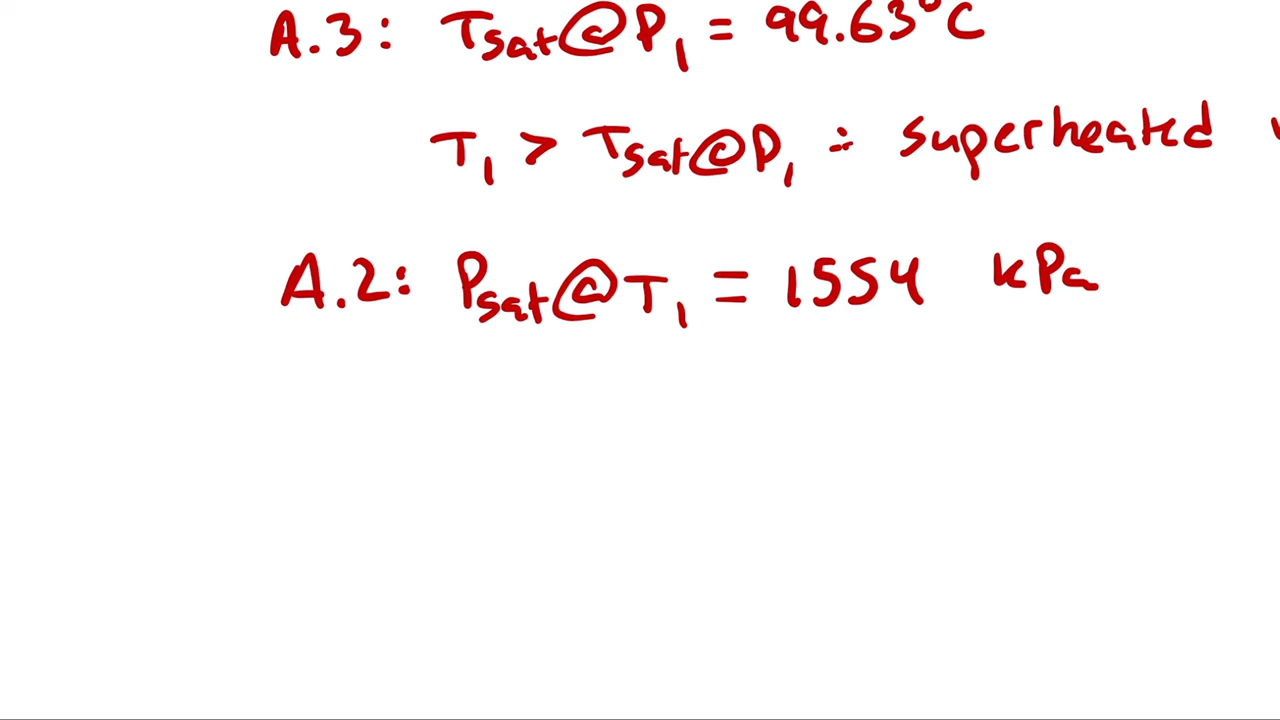 A.3: Tsat@P₁ = 99.63°C
T₁ > Tsat@P₁ ∴ superheated
A.2: Psat@T₁ = 1554 kPa